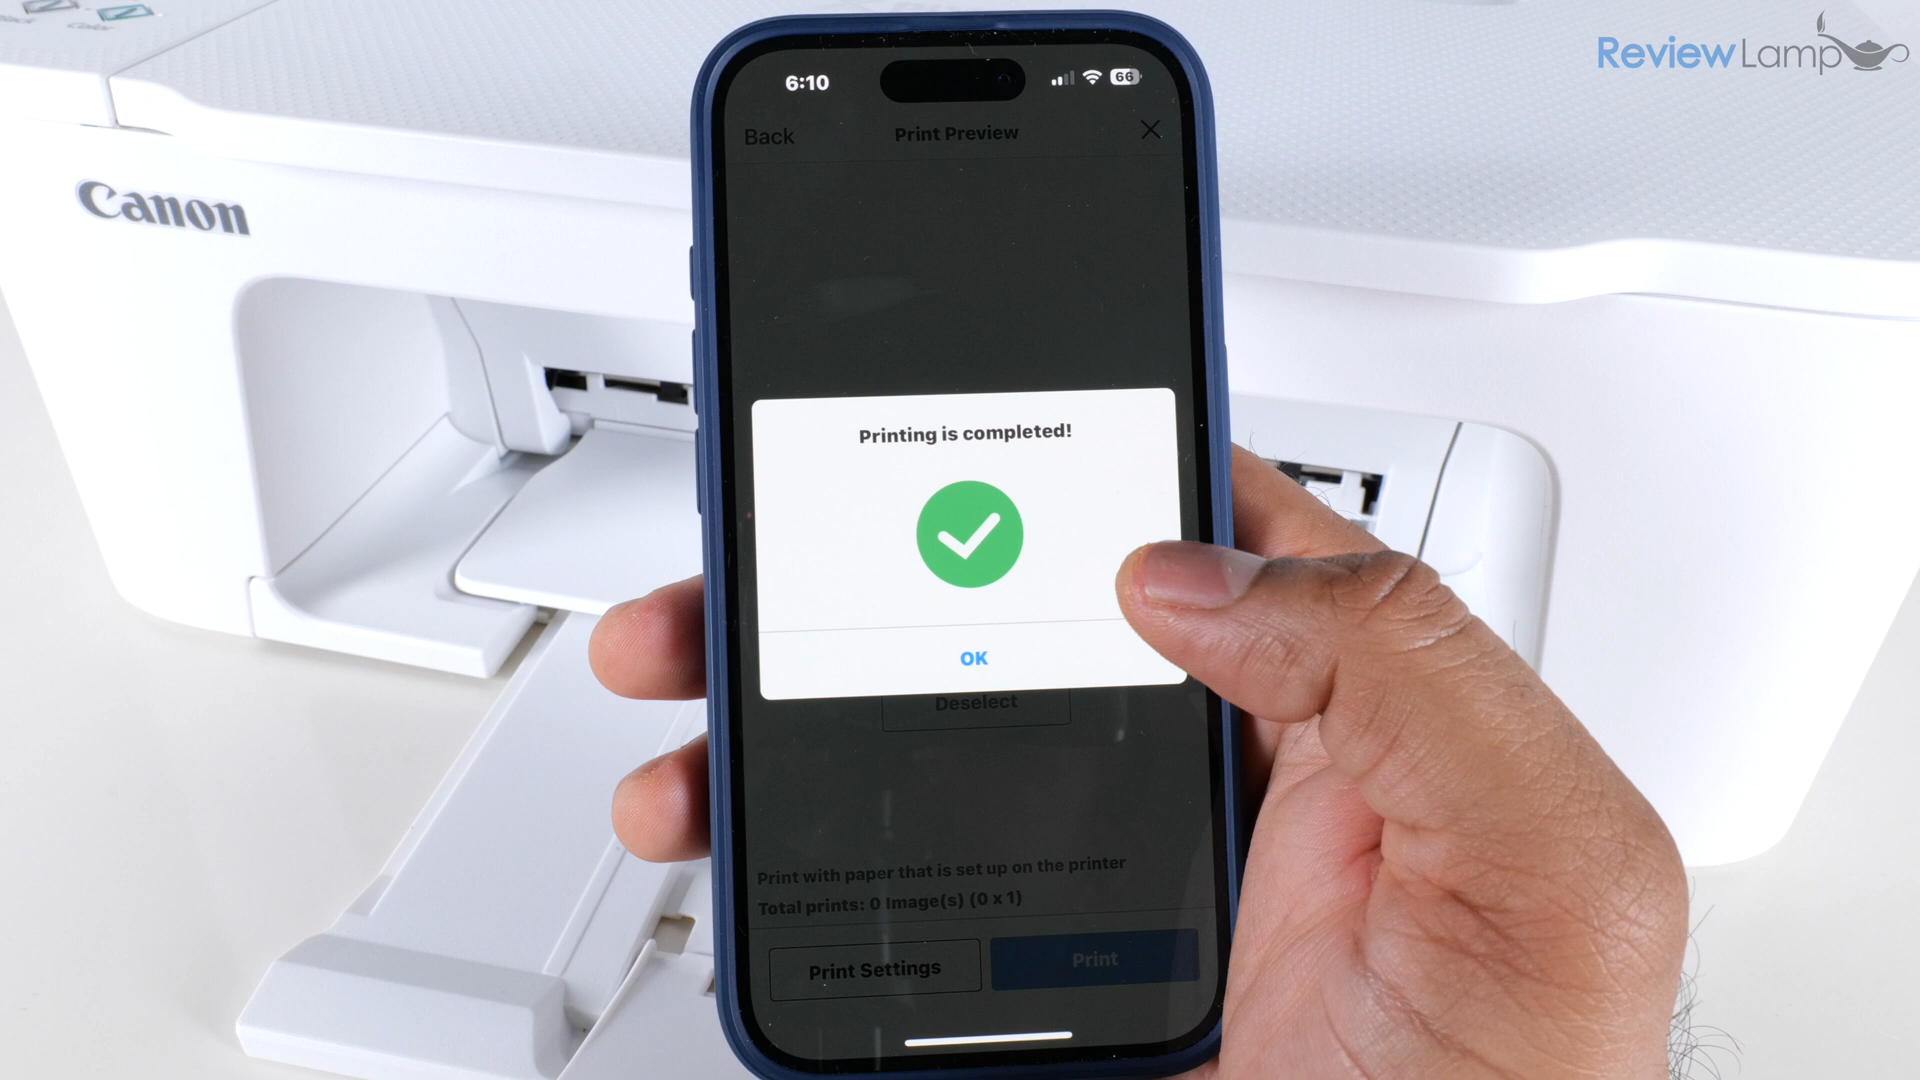 Color
ReviewLamp
Canon
6:10
66
Back
Print Preview
Printing is completed!
OK
Deselect
Print with paper that is set up on the printer
Total prints: 0 Image(s) (0 x 1)
Print Settings
Print